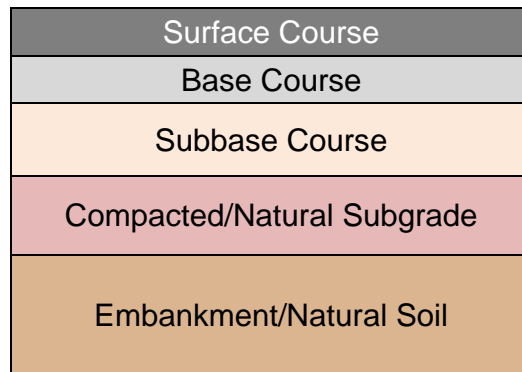 Surface Course
Base Course
Subbase Course
Compacted/Natural Subgrade
Embankment/Natural Soil